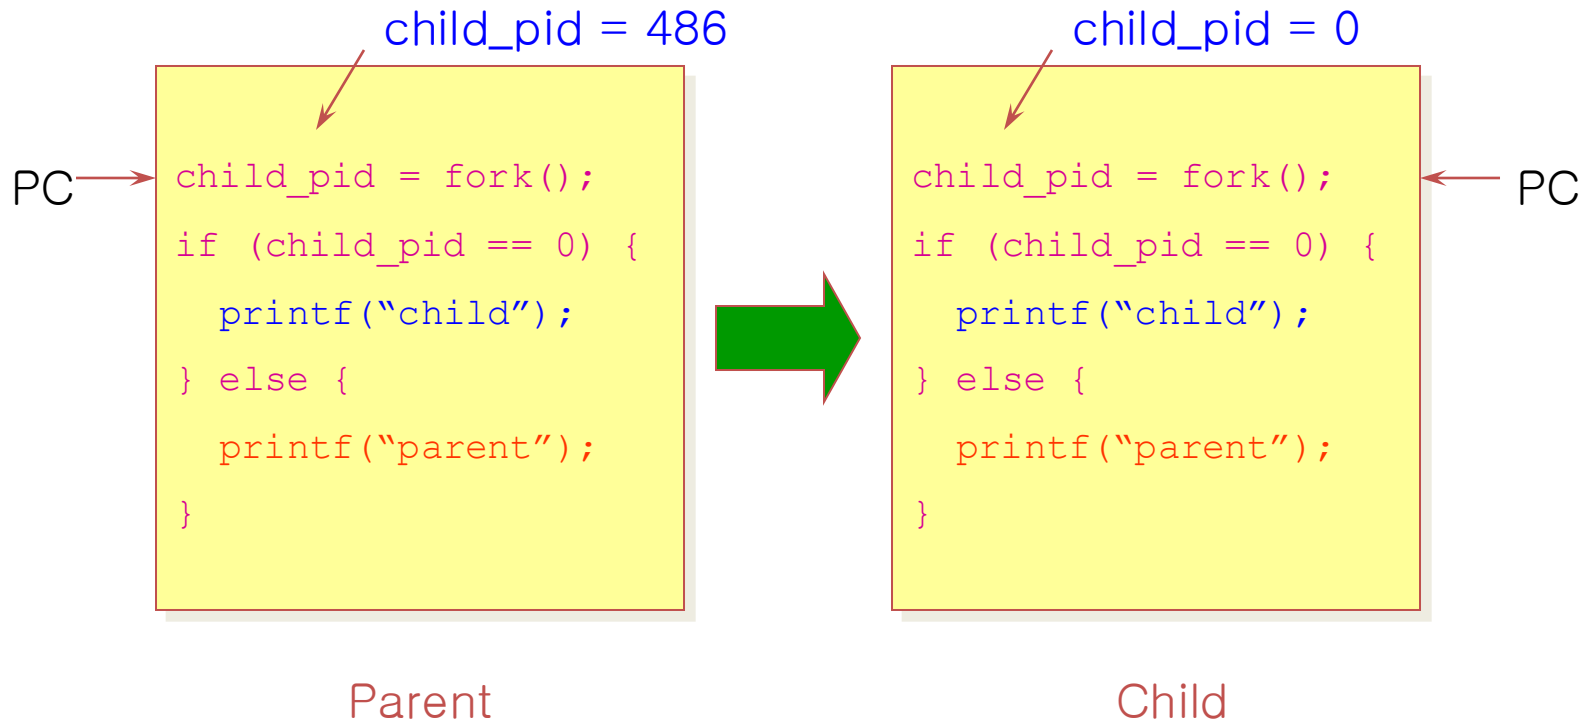 child_pid = 486
PC
child_pid = fork();
if (child_pid == 0) {
  printf(“child”);
} else {
  printf(“parent”);
}
Parent
child_pid = 0
PC
child_pid = fork();
if (child_pid == 0) {
  printf(“child”);
} else {
  printf(“parent”);
}
Child